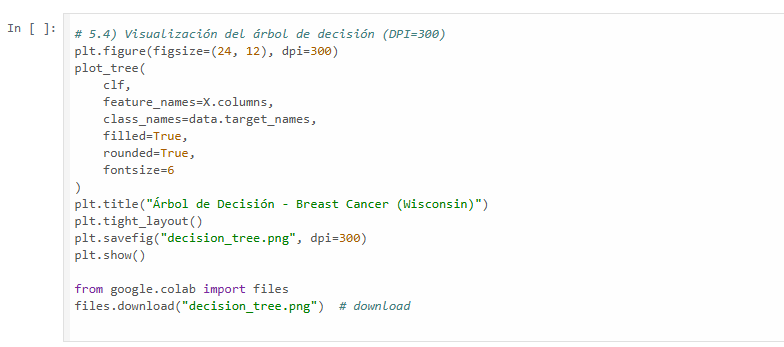 In [ ]:
# 5.4) Visualización del árbol de decisión (DPI=300)
plt.figure(figsize=(24, 12), dpi=300)
plot_tree(
    clf,
    feature_names=X.columns,
    class_names=data.target_names,
    filled=True,
    rounded=True,
    fontsize=6
)
plt.title("Árbol de Decisión - Breast Cancer (Wisconsin)")
plt.tight_layout()
plt.savefig("decision_tree.png", dpi=300)
plt.show()

from google.colab import files
files.download("decision_tree.png")  # download